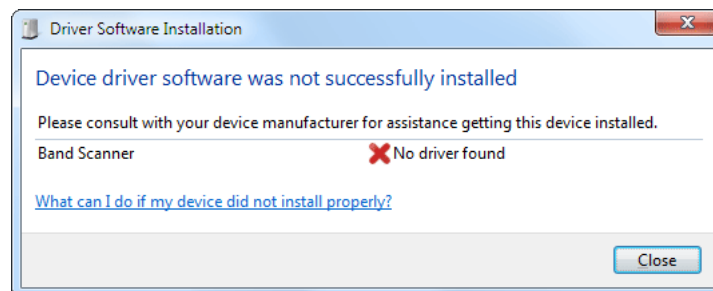 Driver Software Installation
Device driver software was not successfully installed
Please consult with your device manufacturer for assistance getting this device installed.
Band Scanner No driver found
What can I do if my device did not install properly?
Close